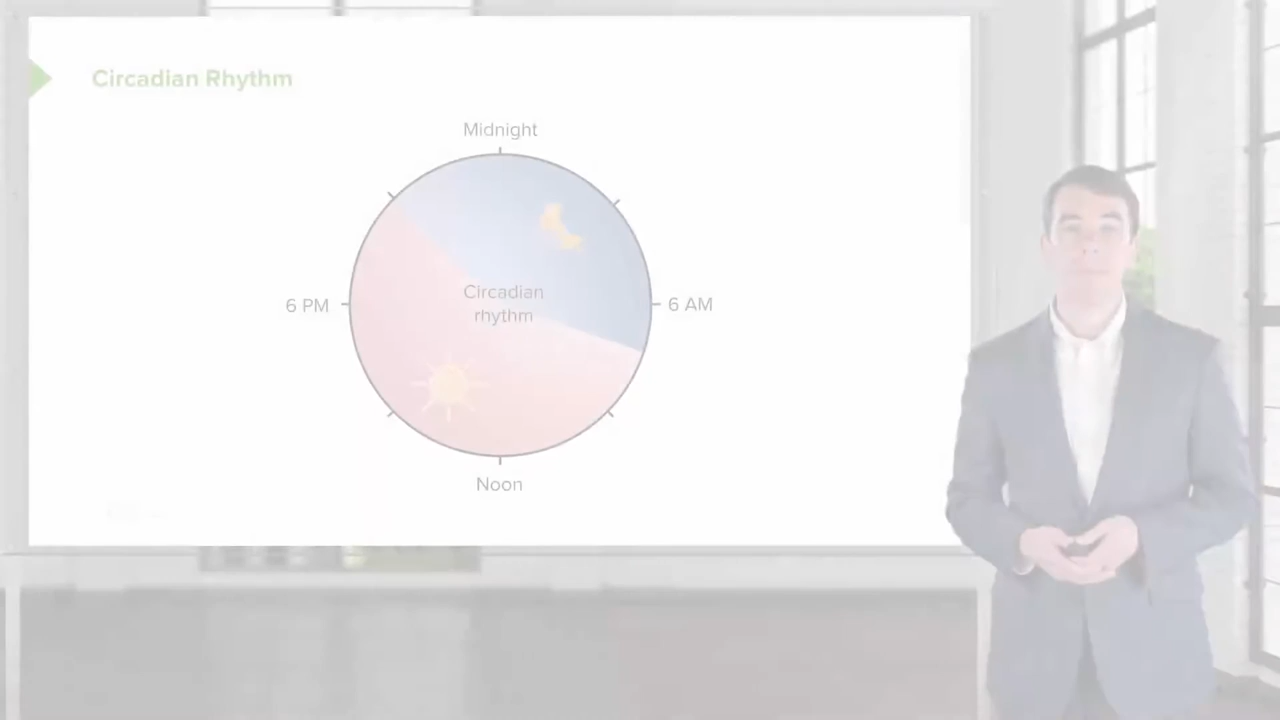 Circadian Rhythm
Midnight
6 PM
Circadian
rhythm
6 AM
Noon